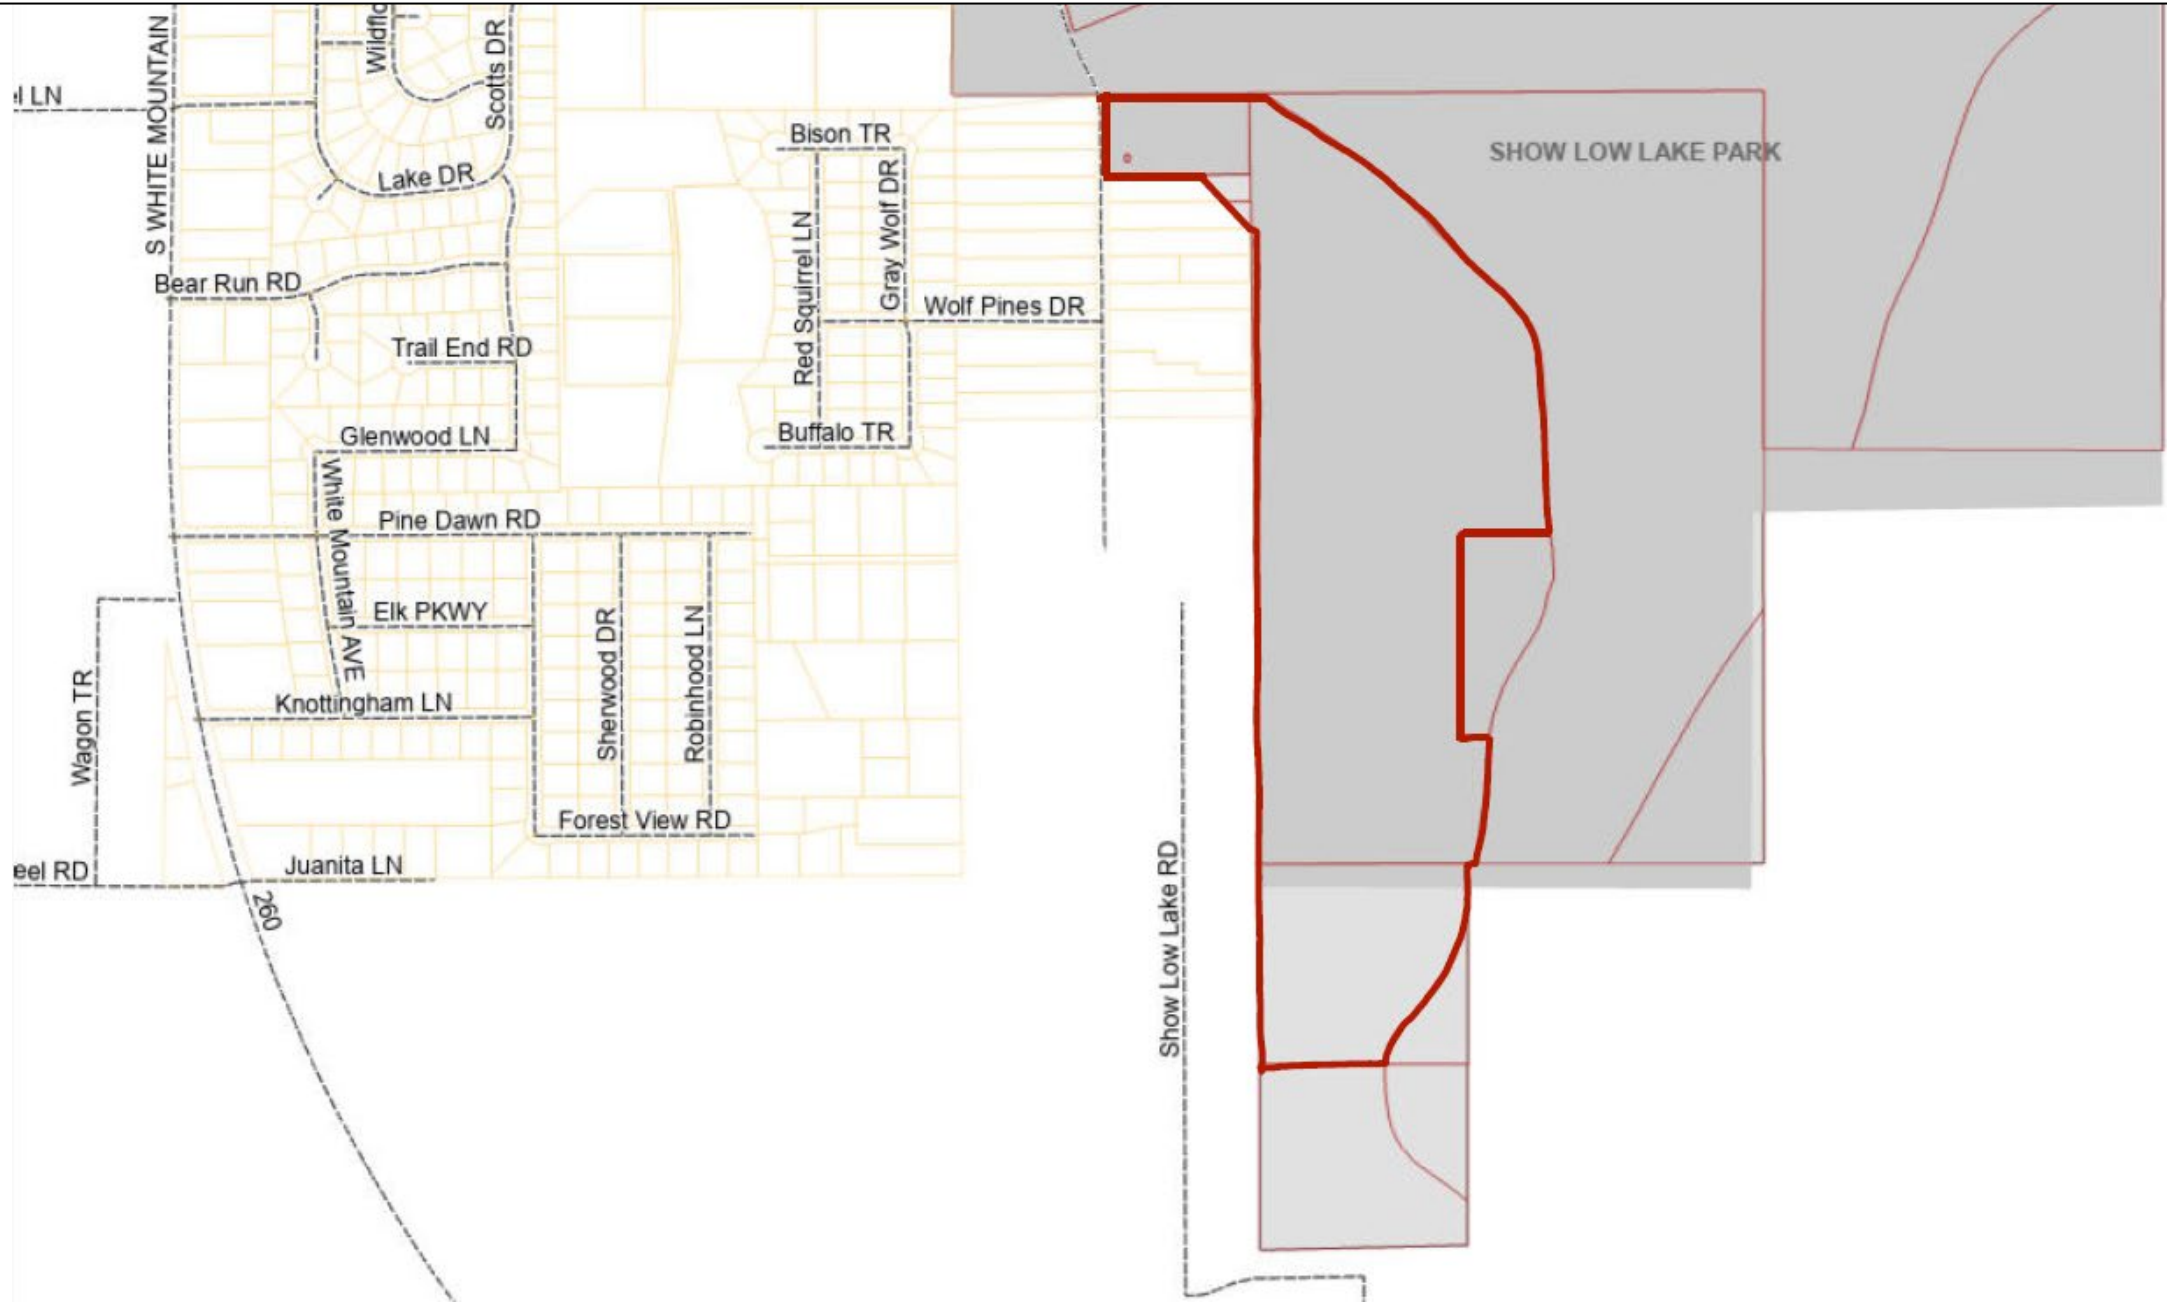 S WHITE MOUNTAIN
Wildflo
Scotts DR
el LN
Bison TR
SHOW LOW LAKE PARK
Lake DR
Gray Wolf DR
Red Squirrel LN
Bear Run RD
Wolf Pines DR
Trail End RD
Buffalo TR
Glenwood LN
White Mountain AVE
Pine Dawn RD
Elk PKWY
Sherwood DR
Robinhood LN
Wagon TR
Knottingham LN
Forest View RD
Juanita LN
eel RD
260
Show Low Lake RD